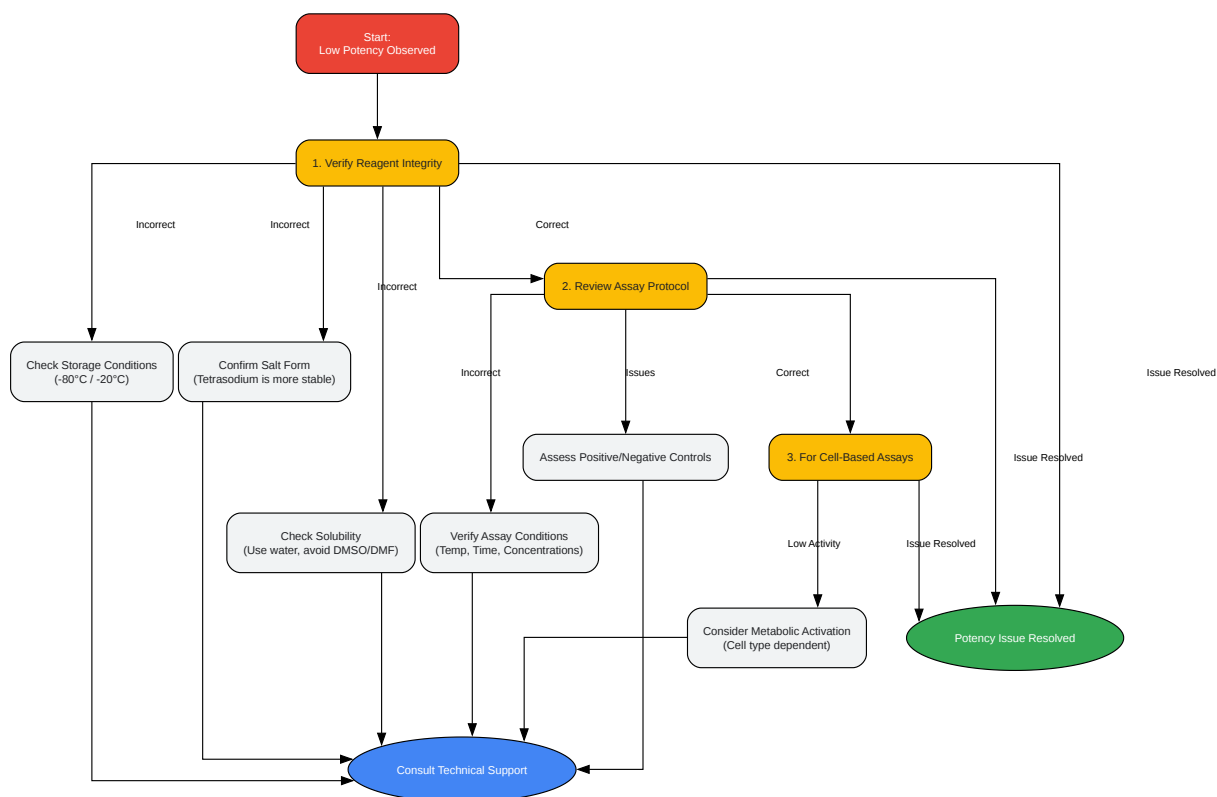 Start:
Low Potency Observed
1. Verify Reagent Integrity
Incorrect
Incorrect
Correct
Incorrect
2. Review Assay Protocol
Check Storage Conditions
(-80°C / -20°C)
Confirm Salt Form
(Tetrasodium is more stable)
Incorrect
Issues
Correct
Issue Resolved
Assess Positive/Negative Controls
3. For Cell-Based Assays
Issue Resolved
Check Solubility
(Use water, avoid DMSO/DMF)
Verify Assay Conditions
(Temp, Time, Concentrations)
Low Activity
Issue Resolved
Consider Metabolic Activation
(Cell type dependent)
Potency Issue Resolved
Consult Technical Support